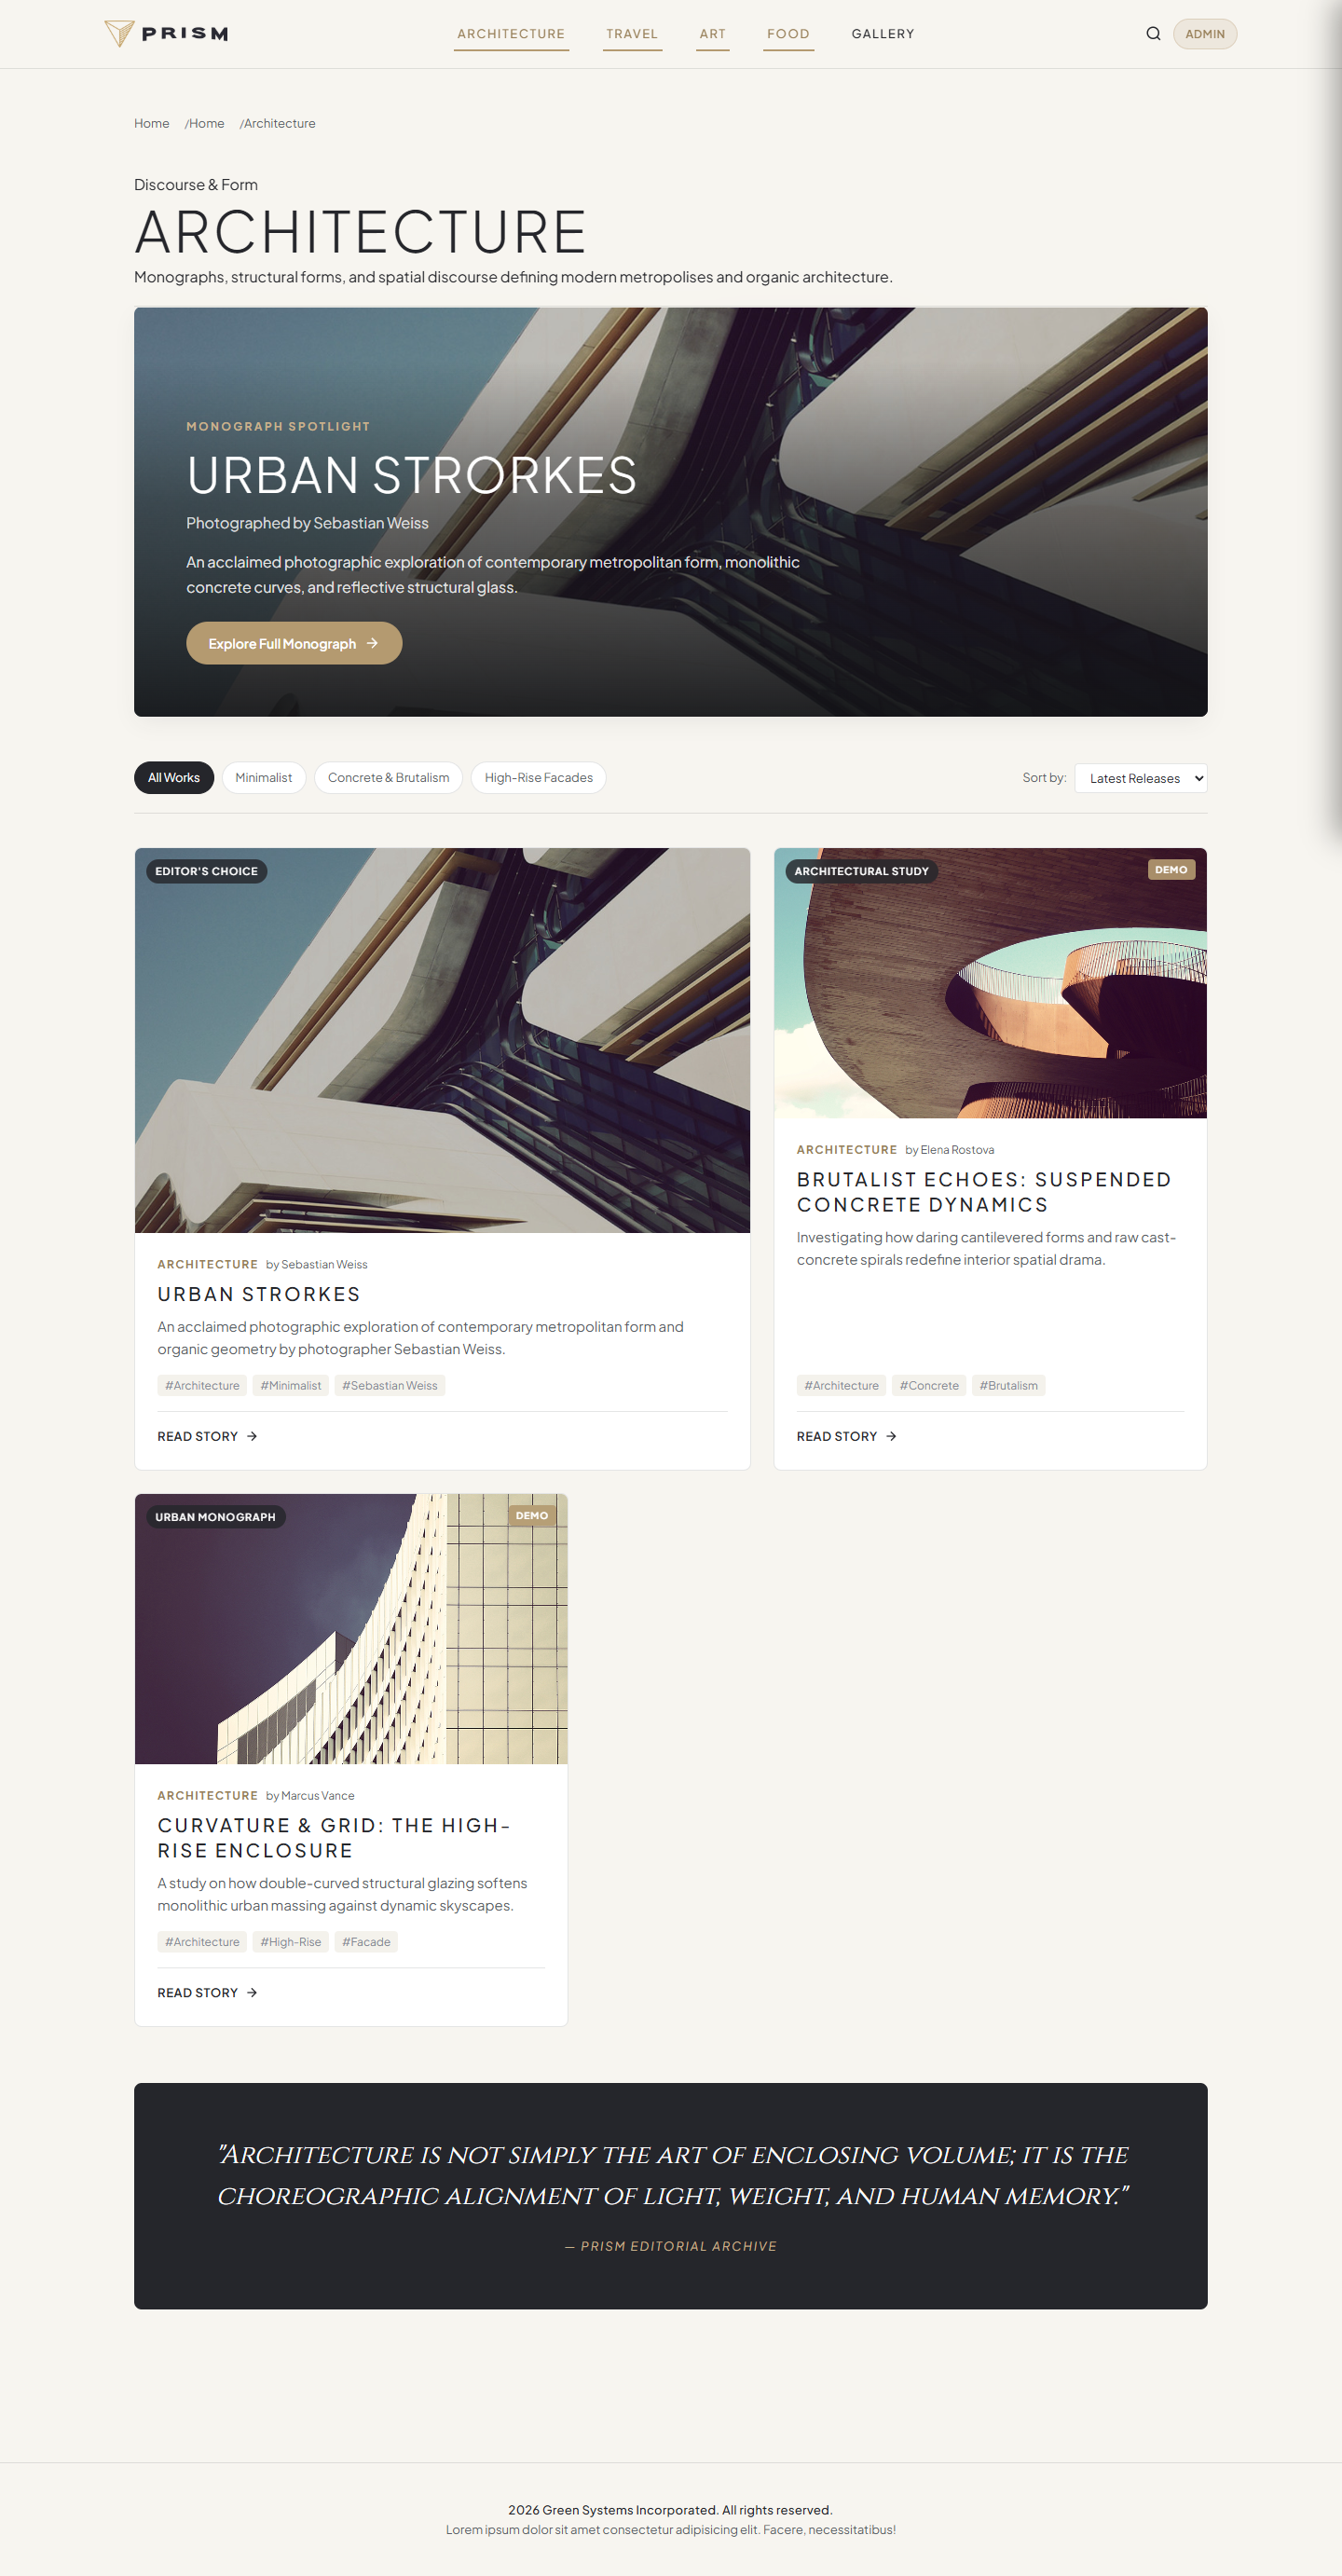 PRISM
ARCHITECTURE
TRAVEL
ART
FOOD
GALLERY
ADMIN
Home /Home /Architecture
Discourse & Form
ARCHITECTURE
Monographs, structural forms, and spatial discourse defining modern metropolises and organic architecture.
MONOGRAPH SPOTLIGHT
URBAN STRORKES
Photographed by Sebastian Weiss
An acclaimed photographic exploration of contemporary metropolitan form, monolithic
concrete curves, and reflective structural glass.
Explore Full Monograph →
All Works
Minimalist
Concrete & Brutalism
High-Rise Facades
Sort by: Latest Releases
EDITOR'S CHOICE
ARCHITECTURE by Sebastian Weiss
URBAN STRORKES
An acclaimed photographic exploration of contemporary metropolitan form and
organic geometry by photographer Sebastian Weiss.
#Architecture #Minimalist #Sebastian Weiss
READ STORY →
ARCHITECTURAL STUDY
DEMO
ARCHITECTURE by Elena Rostova
BRUTALIST ECHOES: SUSPENDED
CONCRETE DYNAMICS
Investigating how daring cantilevered forms and raw cast-
concrete spirals redefine interior spatial drama.
#Architecture #Concrete #Brutalism
READ STORY →
URBAN MONOGRAPH
DEMO
ARCHITECTURE by Marcus Vance
CURVATURE & GRID: THE HIGH-
RISE ENCLOSURE
A study on how double-curved structural glazing softens
monolithic urban massing against dynamic skyscapes.
#Architecture #High-Rise #Facade
READ STORY →
"ARCHITECTURE IS NOT SIMPLY THE ART OF ENCLOSING VOLUME; IT IS THE
CHOREOGRAPHIC ALIGNMENT OF LIGHT, WEIGHT, AND HUMAN MEMORY."
— PRISM EDITORIAL ARCHIVE
2026 Green Systems Incorporated. All rights reserved.
Lorem ipsum dolor sit amet consectetur adipisicing elit. Facere, necessitatibus!